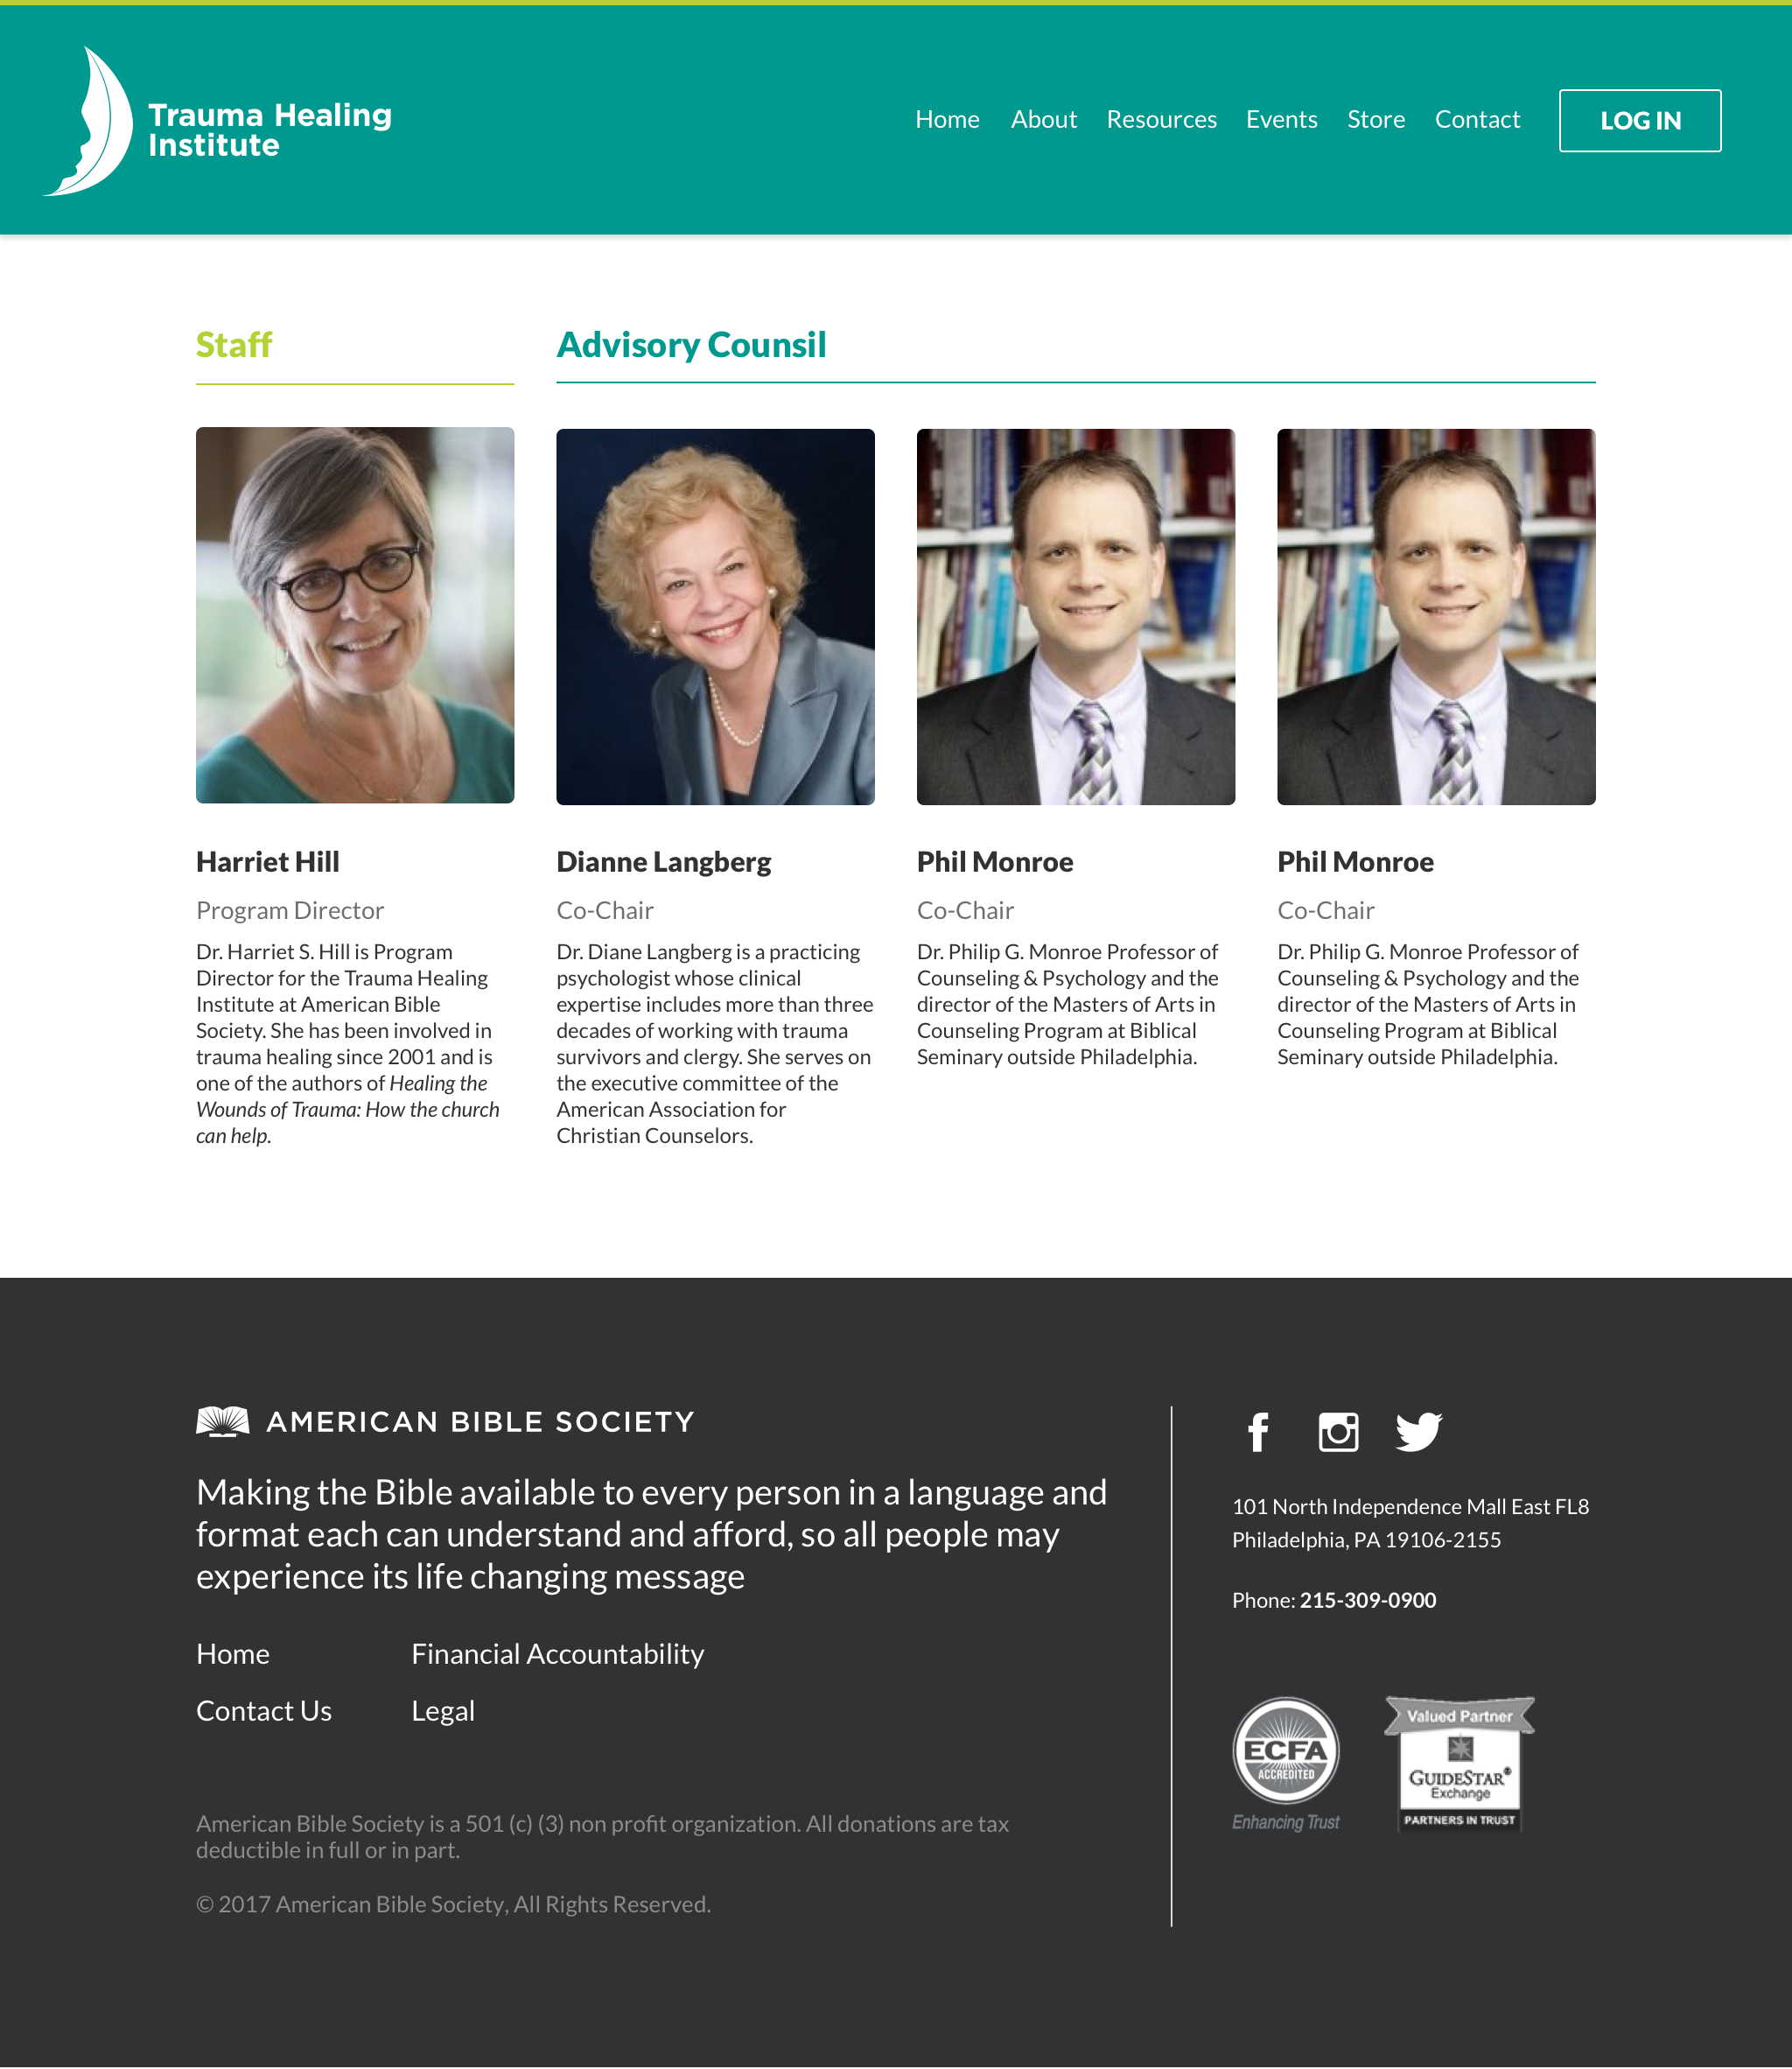 Trauma Healing
Institute
Home About Resources Events Store Contact LOG IN
Staff
Advisory Counsil
Harriet Hill
Program Director
Dr. Harriet S. Hill is Program
Director for the Trauma Healing
Institute at American Bible
Society. She has been involved in
trauma healing since 2001 and is
one of the authors of Healing the
Wounds of Trauma: How the church
can help.
Dianne Langberg
Co-Chair
Dr. Diane Langberg is a practicing
psychologist whose clinical
expertise includes more than three
decades of working with trauma
survivors and clergy. She serves on
the executive committee of the
American Association for
Christian Counselors.
Phil Monroe
Co-Chair
Dr. Philip G. Monroe Professor of
Counseling & Psychology and the
director of the Masters of Arts in
Counseling Program at Biblical
Seminary outside Philadelphia.
Phil Monroe
Co-Chair
Dr. Philip G. Monroe Professor of
Counseling & Psychology and the
director of the Masters of Arts in
Counseling Program at Biblical
Seminary outside Philadelphia.
AMERICAN BIBLE SOCIETY
Making the Bible available to every person in a language and
format each can understand and afford, so all people may
experience its life changing message
Home Financial Accountability
Contact Us Legal
American Bible Society is a 501 (c) (3) non profit organization. All donations are tax
deductible in full or in part.
© 2017 American Bible Society, All Rights Reserved.
101 North Independence Mall East FL8
Philadelphia, PA 19106-2155
Phone: 215-309-0900
ECFA
ACCREDITED
Enhancing Trust
Valued Partner
GUIDESTAR®
Exchange
PARTNERS IN TRUST